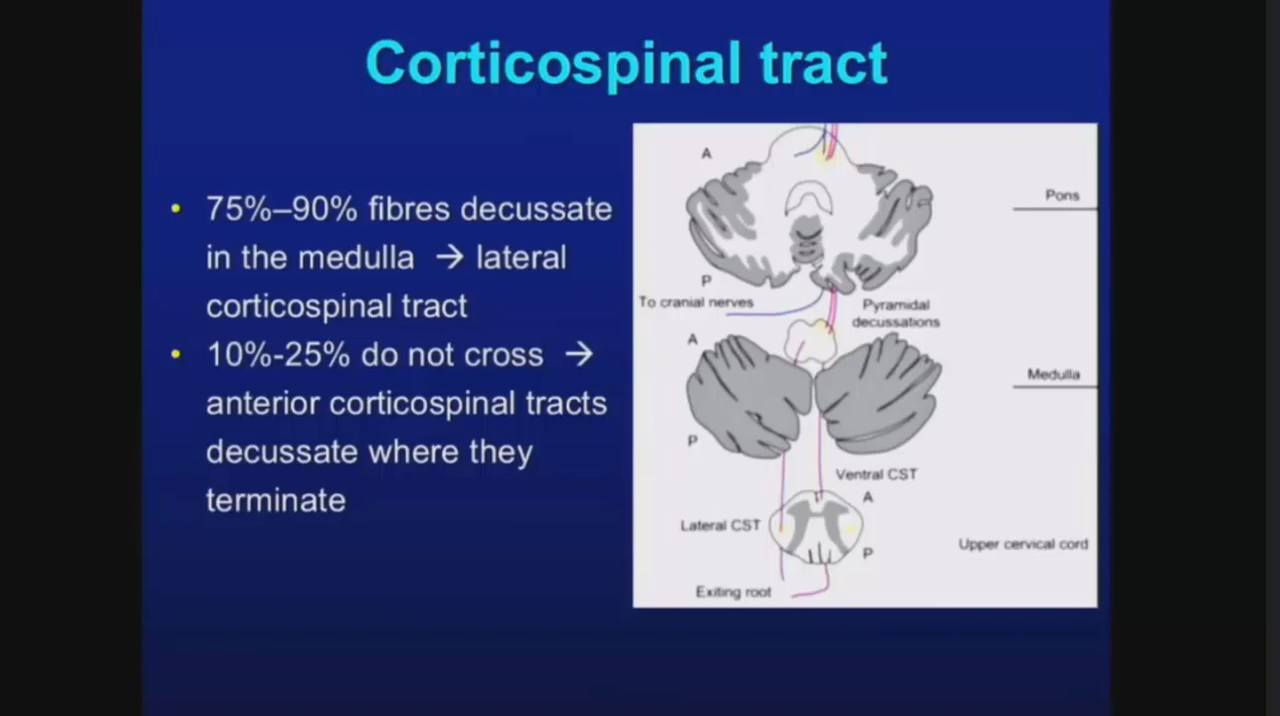 Corticospinal tract
• 75%–90% fibres decussate
in the medulla → lateral
corticospinal tract
• 10%-25% do not cross →
anterior corticospinal tracts
decussate where they
terminate
A
Pons
P
To cranial nerves
Pyramidal
decussations
A
Medulla
P
Ventral CST
A
Lateral CST
P
Upper cervical cord
Exiting root